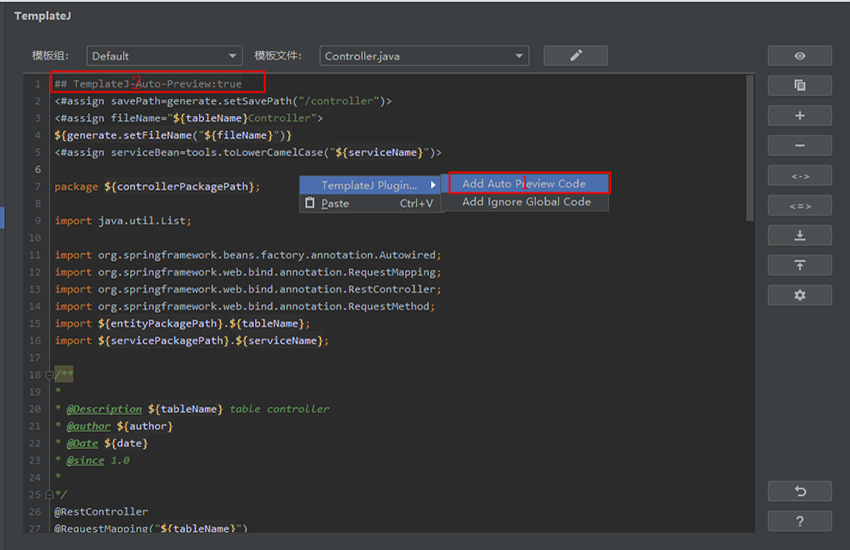 TemplateJ
模板组: Default 模板文件: Controller.java
1 ## TemplateJ-Auto-Preview:true
2
2 <#assign savePath=generate.setSavePath("/controller")>
3 <#assign fileName="${tableName}Controller">
4 ${generate.setFileName("${fileName}")}
5 <#assign serviceBean=tools.toLowerCamelCase("${serviceName}")>
6
7 package ${controllerPackagePath};
TemplateJ Plugin... Add Auto Preview Code
1
Paste Ctrl+V Add Ignore Global Code
8
9 import java.util.List;
10
11 import org.springframework.beans.factory.annotation.Autowired;
12 import org.springframework.web.bind.annotation.RequestMapping;
13 import org.springframework.web.bind.annotation.RestController;
14 import org.springframework.web.bind.annotation.RequestMethod;
15 import ${entityPackagePath}.${tableName};
16 import ${servicePackagePath}.${serviceName};
17
18 /**
19 *
20 * @Description ${tableName} table controller
21 * @author ${author}
22 * @Date ${date}
23 * @since 1.0
24 *
25 */
26 @RestController
27 @RequestMapping("${tableName}")
<->
<=>
?